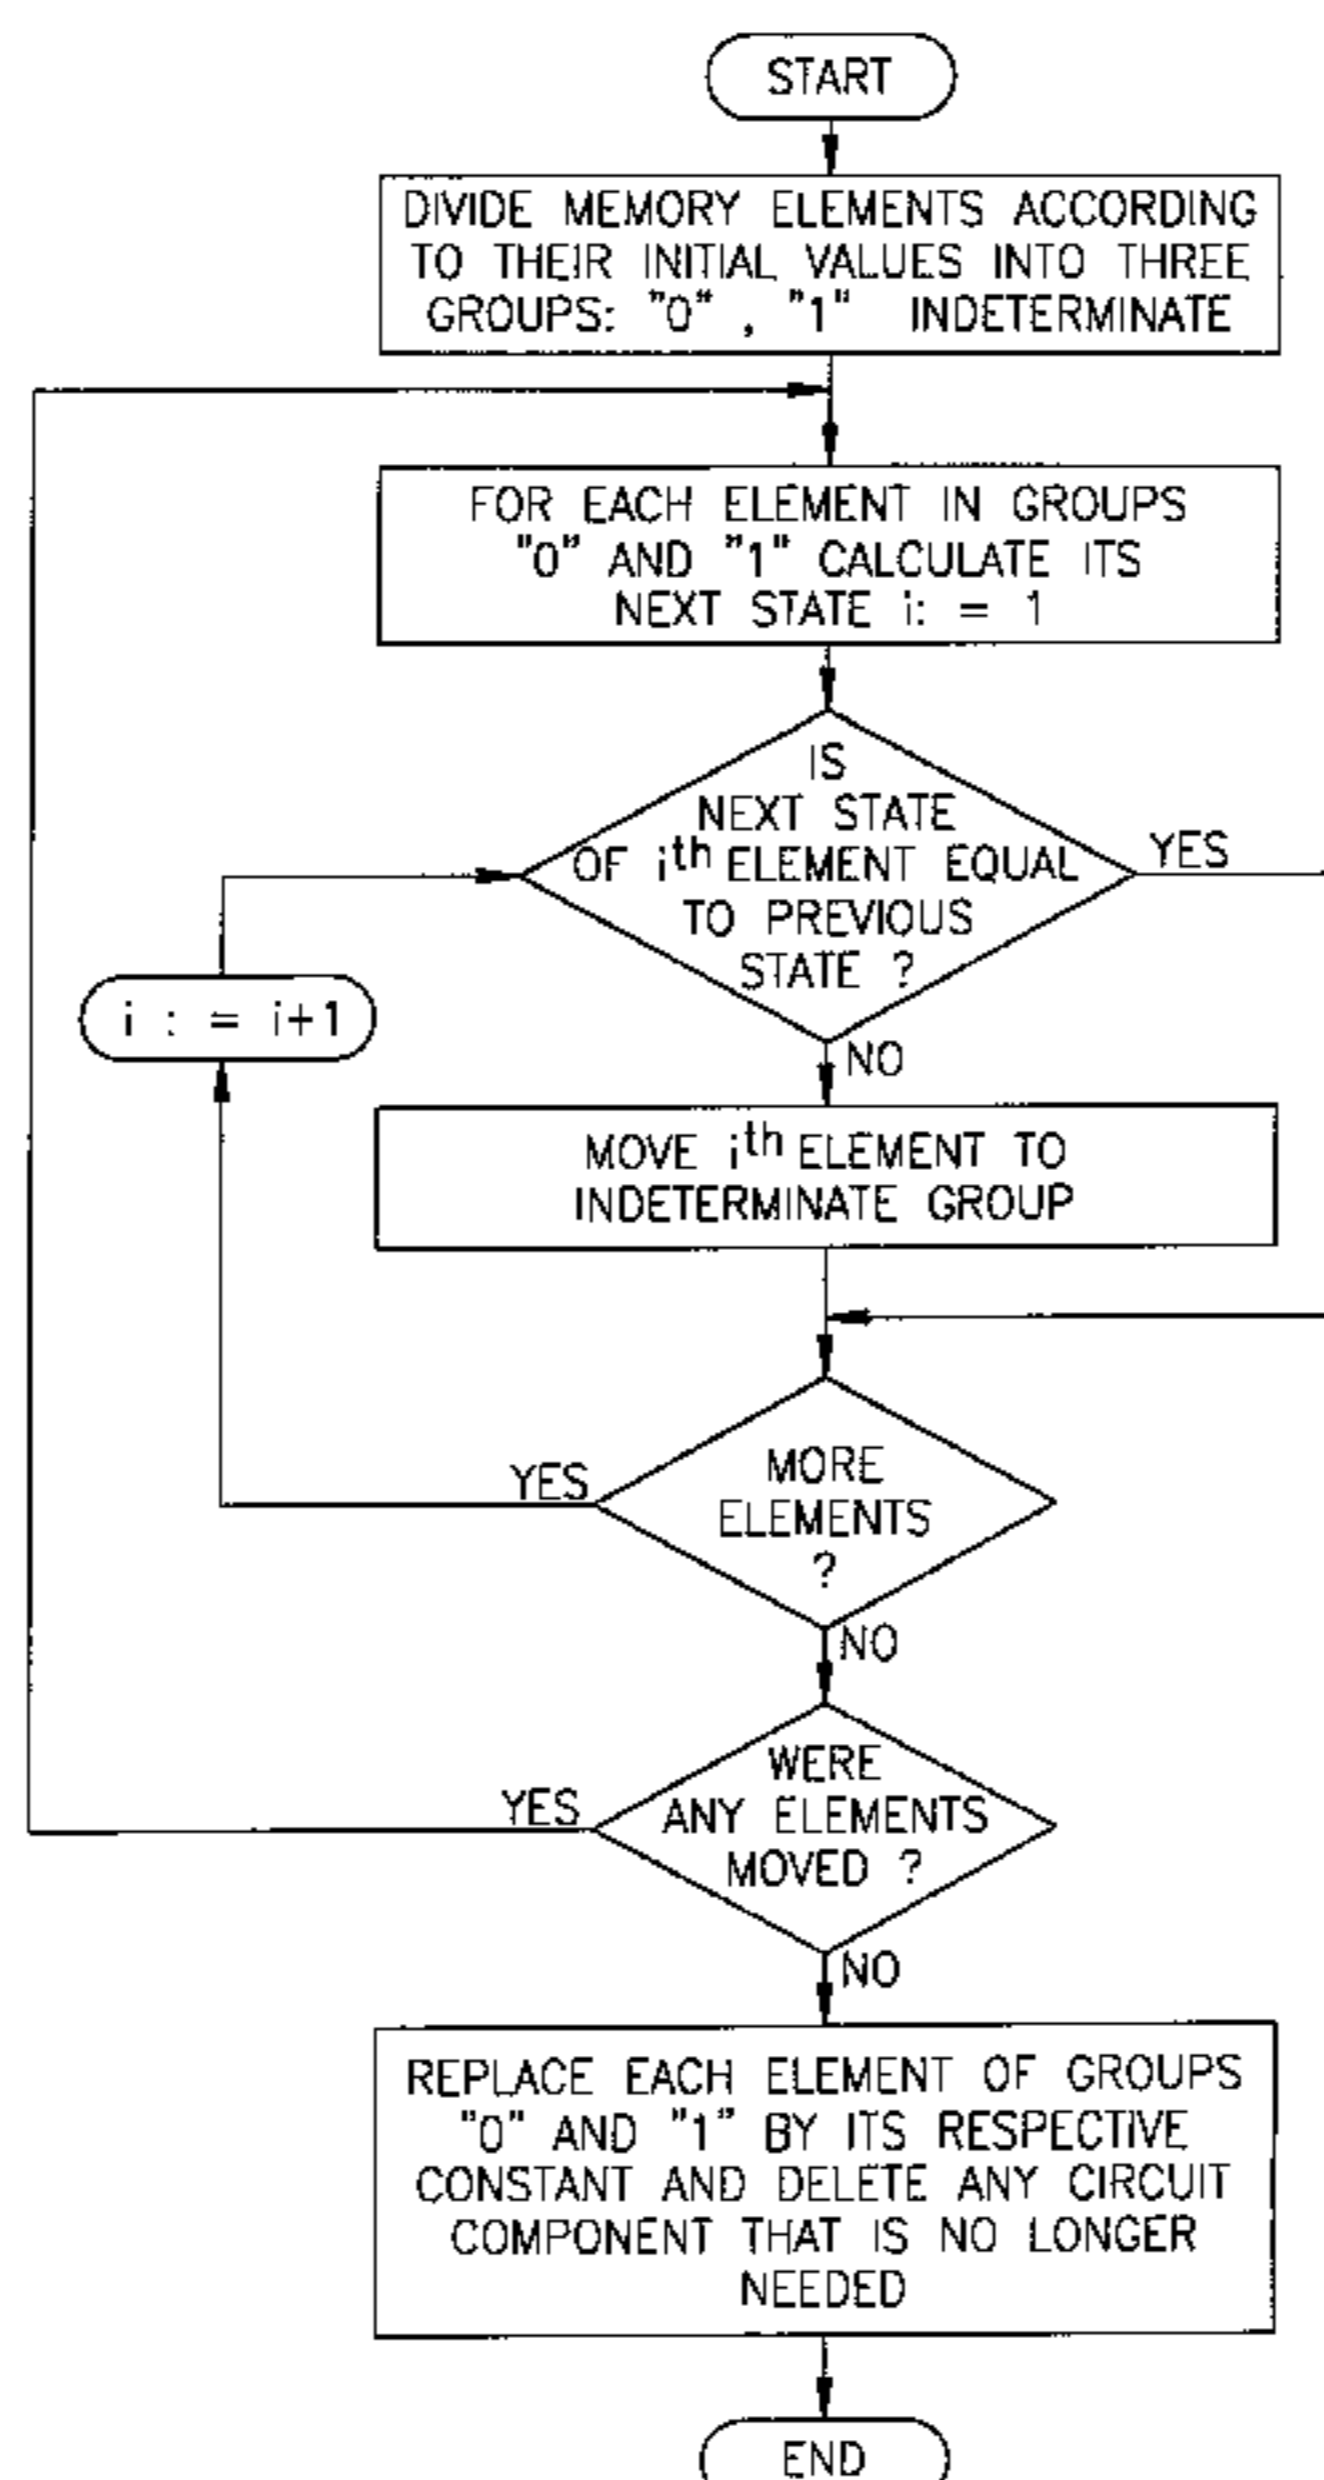 START
DIVIDE MEMORY ELEMENTS ACCORDING
TO THEIR INITIAL VALUES INTO THREE
GROUPS: "0" , "1" INDETERMINATE
FOR EACH ELEMENT IN GROUPS
"0" AND "1" CALCULATE ITS
NEXT STATE i: = 1
IS
NEXT STATE
OF ith ELEMENT EQUAL
TO PREVIOUS
STATE ?
YES
i : = i+1
NO
MOVE ith ELEMENT TO
INDETERMINATE GROUP
MORE
ELEMENTS
?
YES
NO
WERE
ANY ELEMENTS
MOVED ?
YES
NO
REPLACE EACH ELEMENT OF GROUPS
"0" AND "1" BY ITS RESPECTIVE
CONSTANT AND DELETE ANY CIRCUIT
COMPONENT THAT IS NO LONGER
NEEDED
END